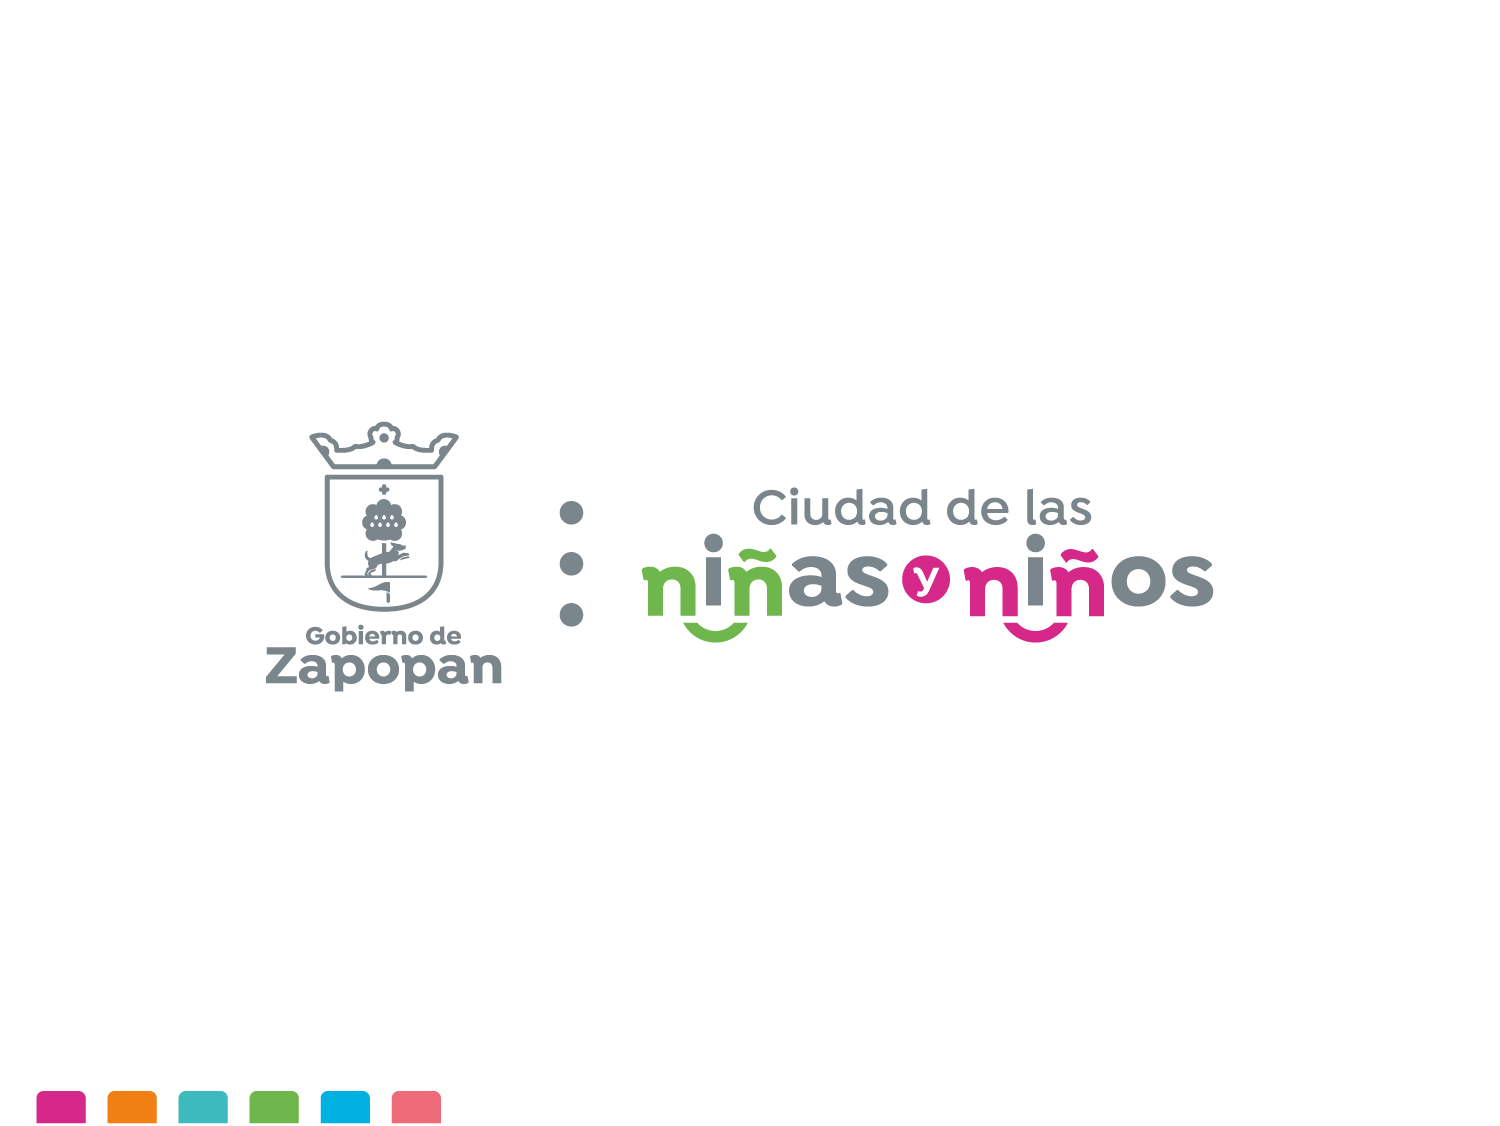 Gobierno de
Zapopan
Ciudad de las
niñas y niños